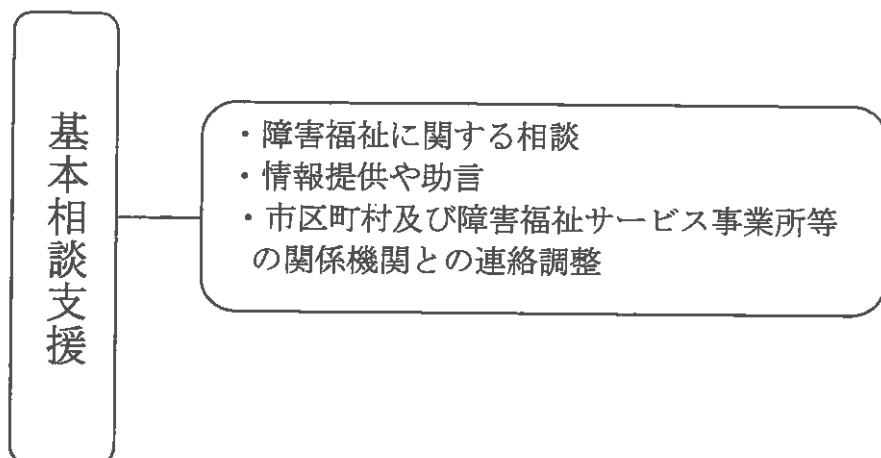 基本相談支援
・障害福祉に関する相談
・情報提供や助言
・市区町村及び障害福祉サービス事業所等
の関係機関との連絡調整